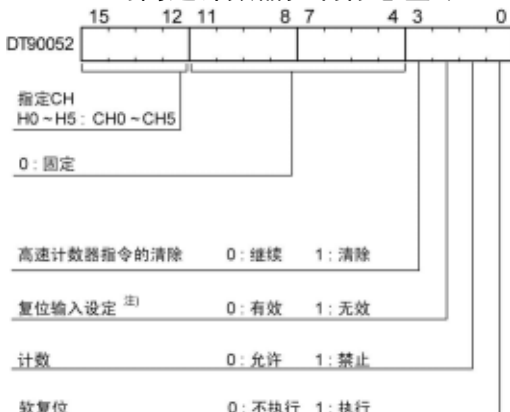 15 12 11 8 7 4 3 0
DT90052
指定CH
H0~H5: CH0~CH5
0: 固定
高速计数器指令的清除 0: 继续 1: 清除
复位输入设定 注) 0: 有效 1: 无效
计数 0: 允许 1: 禁止
软复位 0: 不执行 1: 执行